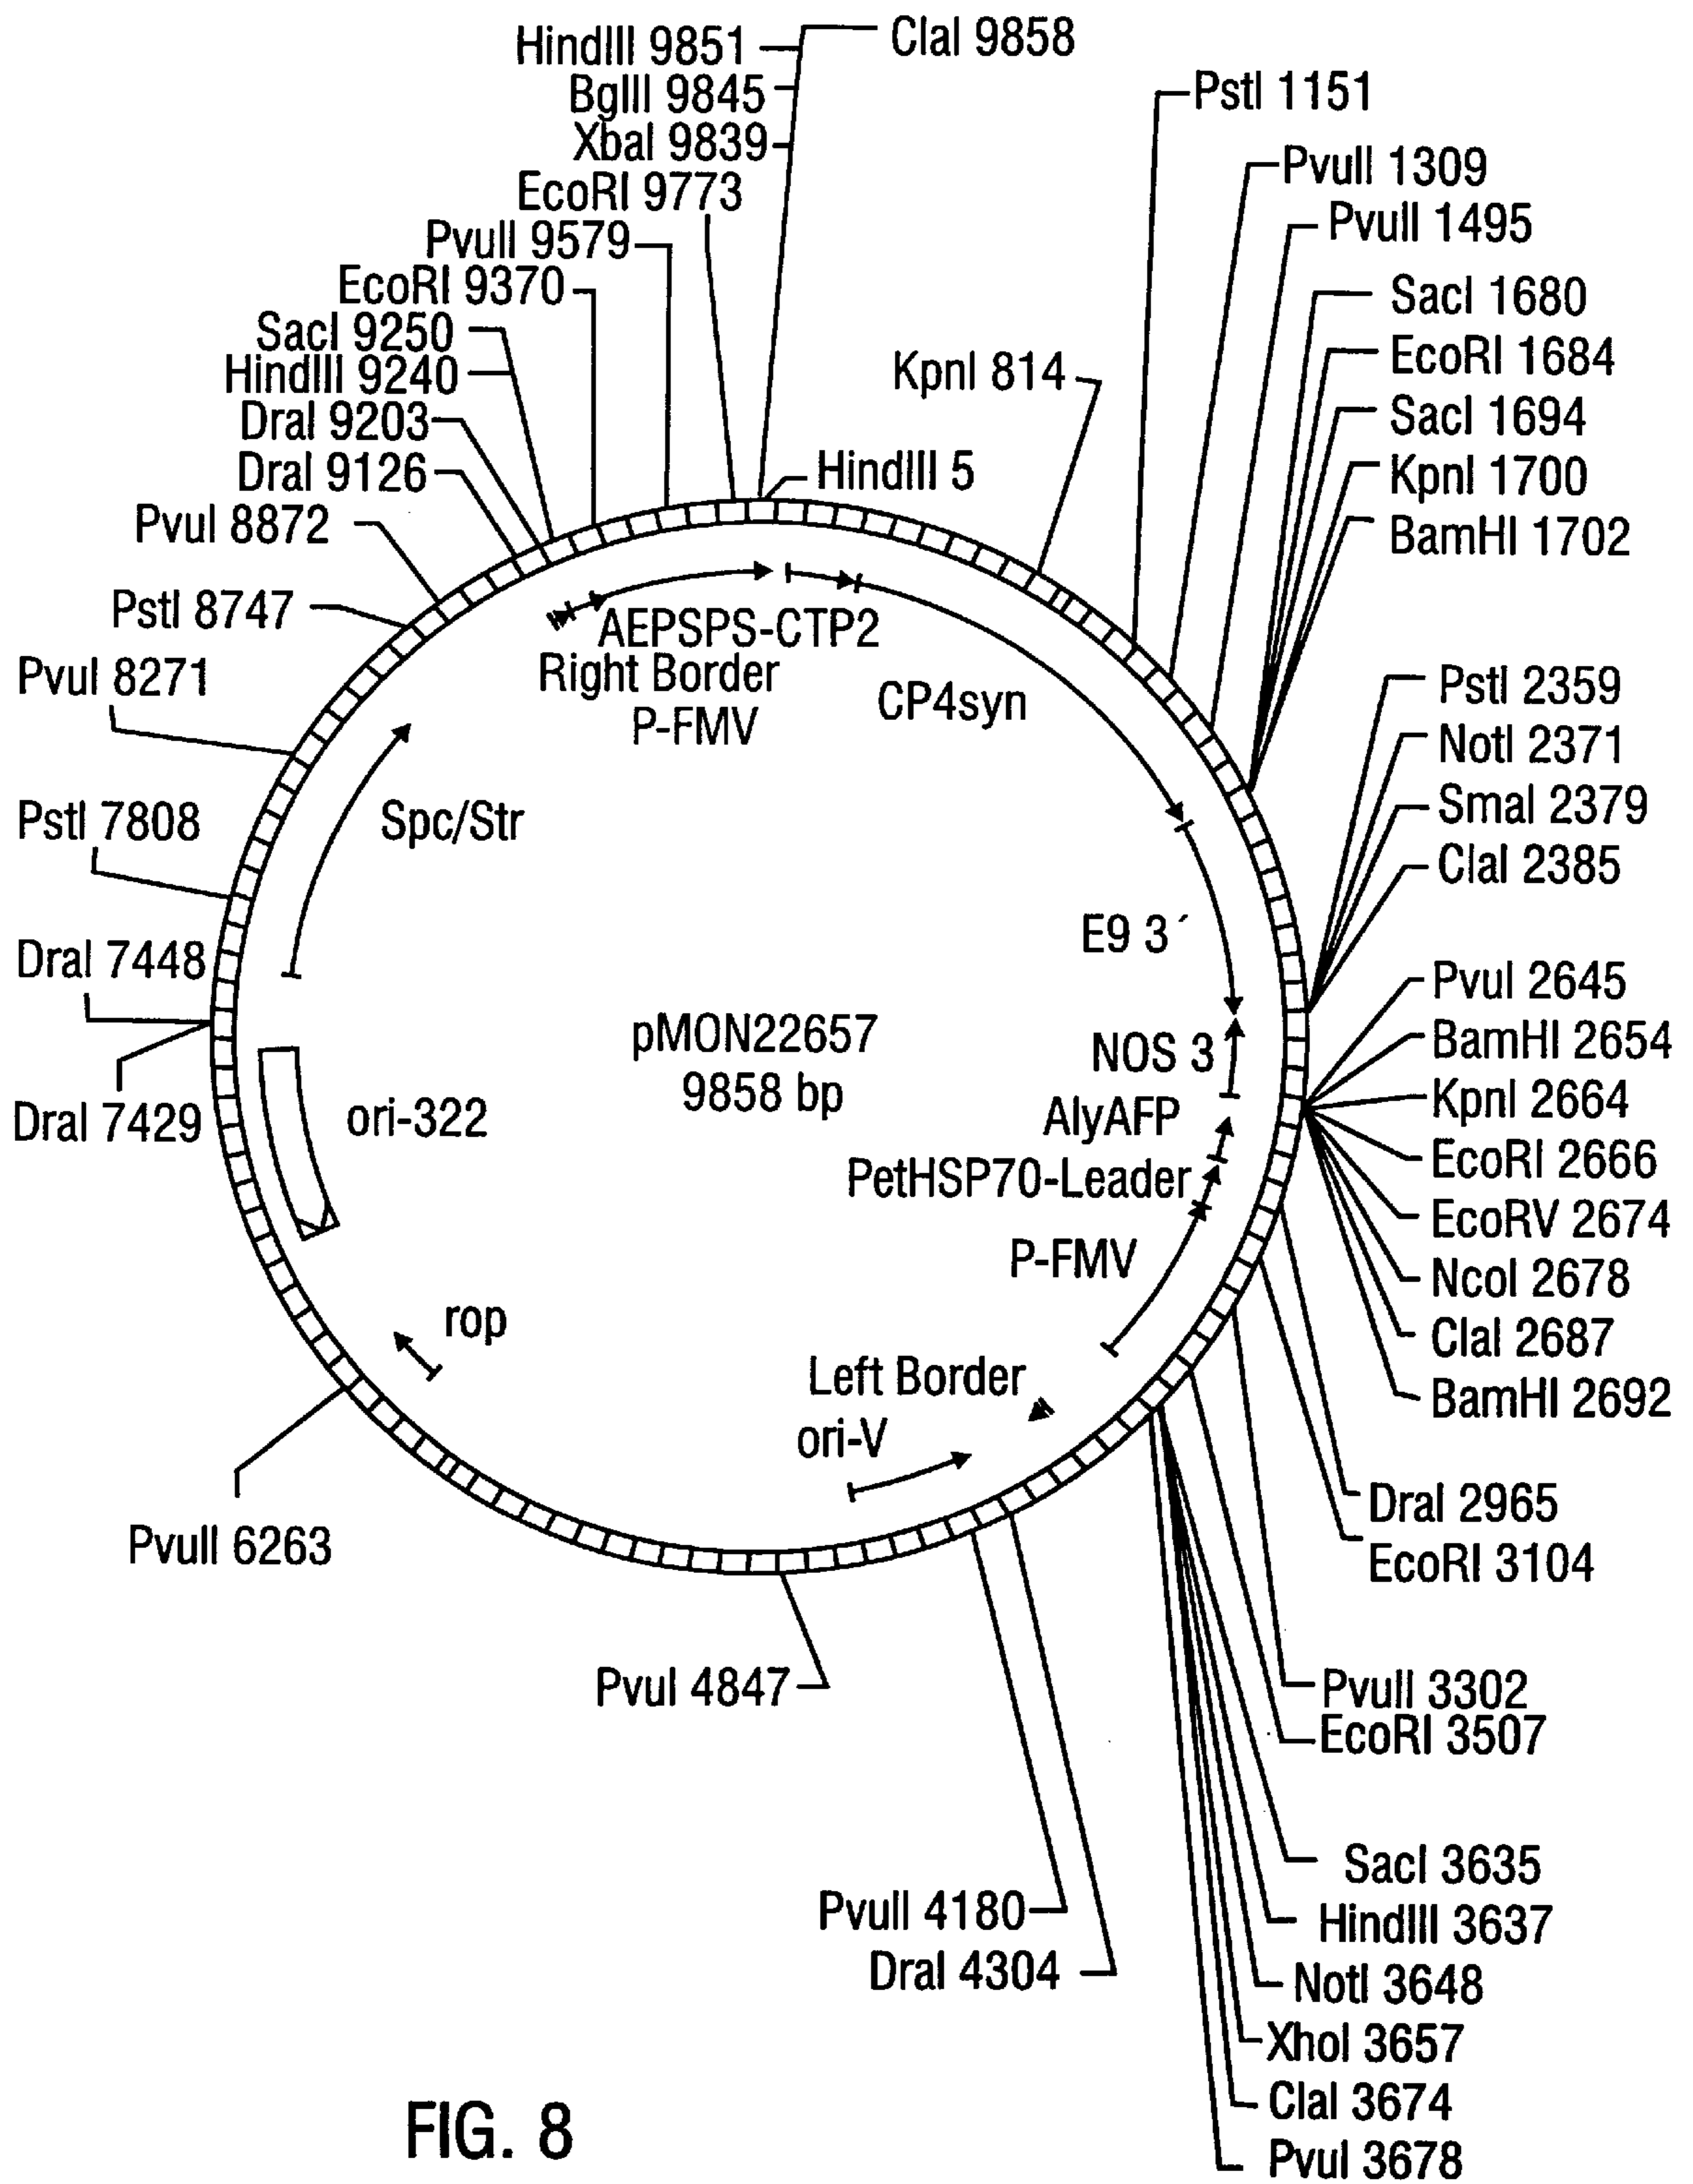 HindIII 9851
BglII 9845
XbaI 9839
EcoRI 9773
PvuII 9579
EcoRI 9370
SacI 9250
HindIII 9240
DraI 9203
DraI 9126
PvuI 8872
PstI 8747
PvuI 8271
PstI 7808
DraI 7448
DraI 7429
PvuII 6263
ClaI 9858
HindIII 5
KpnI 814
PstI 1151
PvuII 1309
PvuII 1495
SacI 1680
EcoRI 1684
SacI 1694
KpnI 1700
BamHI 1702
PstI 2359
NotI 2371
SmaI 2379
ClaI 2385
PvuI 2645
BamHI 2654
KpnI 2664
EcoRI 2666
EcoRV 2674
NcoI 2678
ClaI 2687
BamHI 2692
DraI 2965
EcoRI 3104
PvuII 3302
EcoRI 3507
SacI 3635
HindIII 3637
NotI 3648
XhoI 3657
ClaI 3674
PvuI 3678
DraI 4304
PvuII 4180
PvuI 4847
AEPSPS-CTP2
Right Border
P-FMV
CP4syn
Spc/Str
E9 3´
pMON22657
9858 bp
NOS 3
AlyAFP
PetHSP70-Leader
P-FMV
ori-322
rop
Left Border
ori-V
FIG. 8